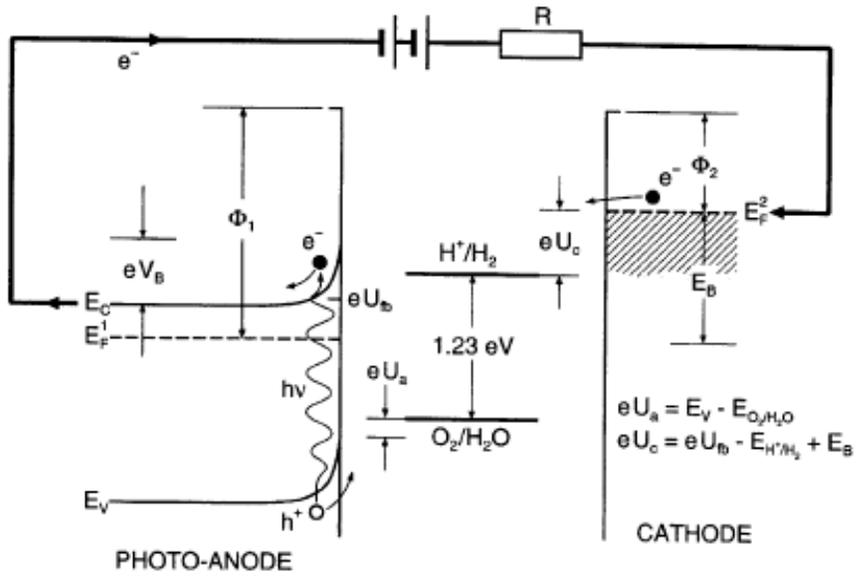 R
e⁻
Φ₁
Φ₂
e⁻
E_F²
e⁻
eU_c
H⁺/H₂
eV_B
E_C
eU_fb
E_B
E_F¹
1.23 eV
hν
eU_a
eU_a = E_V - E_O₂/H₂O
O₂/H₂O
eU_c = eU_fb - E_H⁺/H₂ + E_B
E_V
h⁺
CATHODE
PHOTO-ANODE